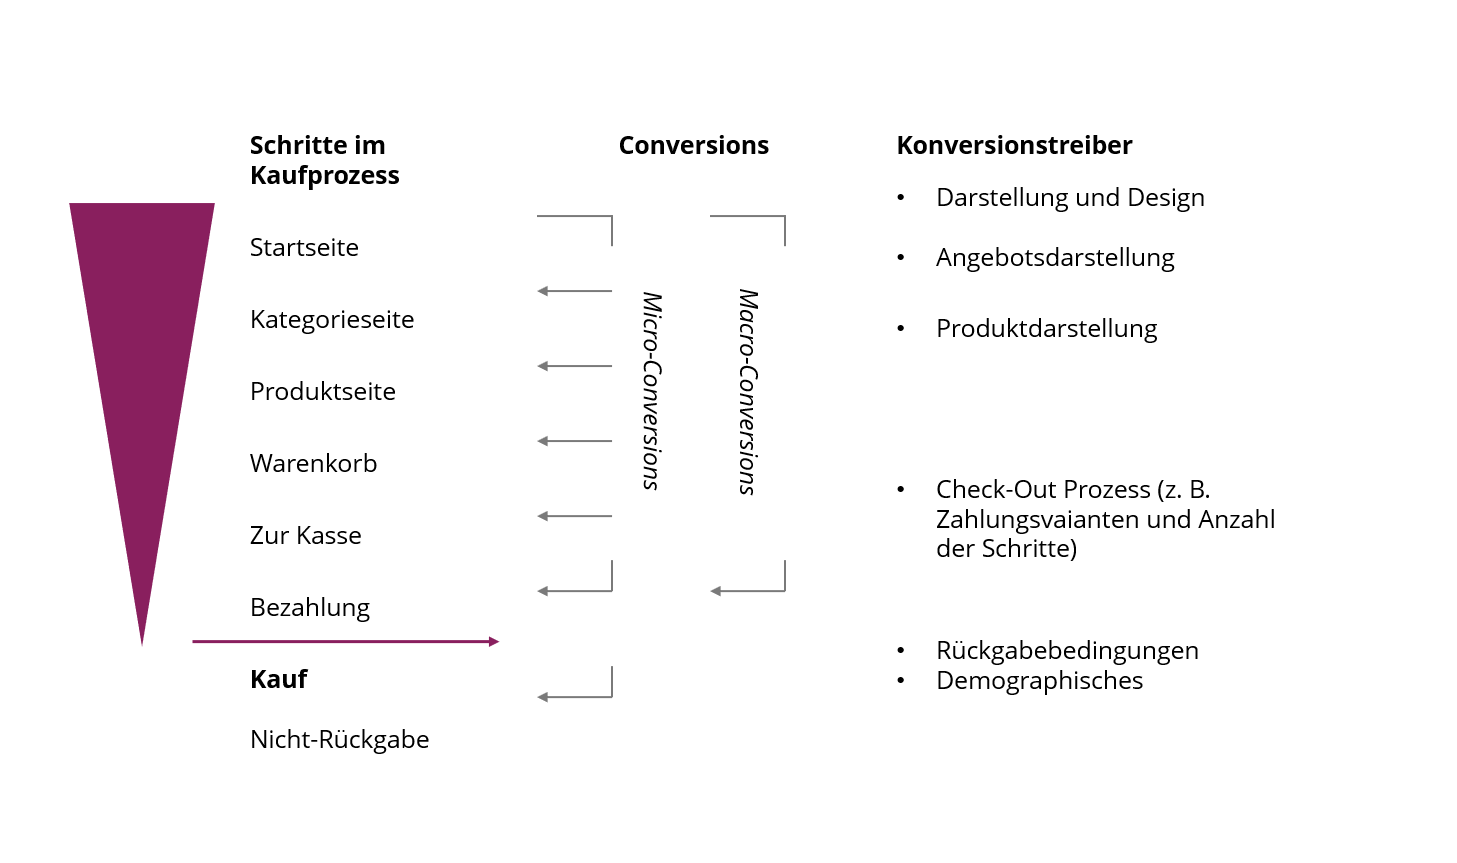 Schritte im
Kaufprozess
Startseite
Kategorieseite
Produktseite
Warenkorb
Zur Kasse
Bezahlung
Kauf
Nicht-Rückgabe
Conversions
Micro-Conversions
Macro-Conversions
Konversionstreiber
• Darstellung und Design
• Angebotsdarstellung
• Produktdarstellung
• Check-Out Prozess (z. B.
Zahlungsvaianten und Anzahl
der Schritte)
• Rückgabebedingungen
• Demographisches